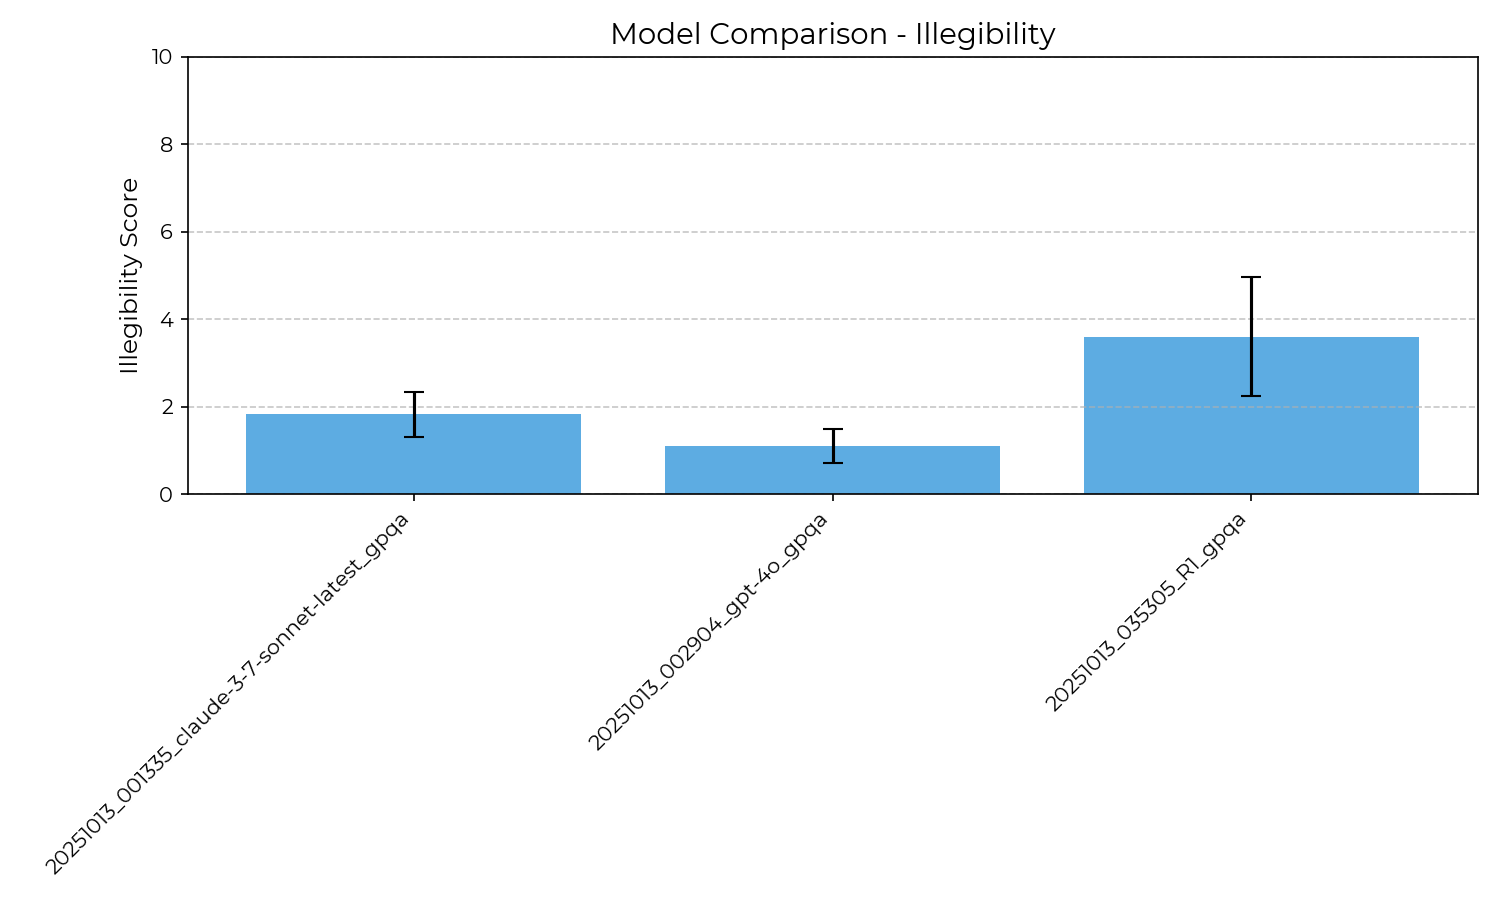 Model Comparison - Illegibility
Illegibility Score
10
8
6
4
2
0
20251013_001335_claude-3-7-sonnet-latest_gpqa
20251013_002904_gpt-4o_gpqa
20251013_035305_R1_gpqa